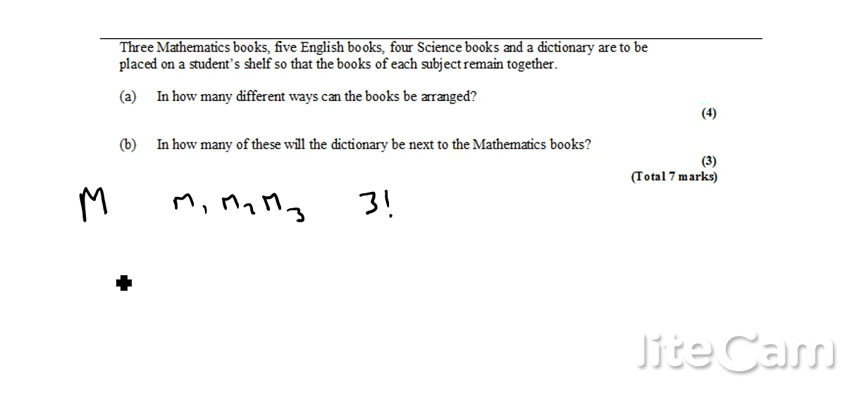 Three Mathematics books, five English books, four Science books and a dictionary are to be
placed on a student's shelf so that the books of each subject remain together.
(a) In how many different ways can the books be arranged?
(4)
(b) In how many of these will the dictionary be next to the Mathematics books?
(3)
(Total 7 marks)
M M₁ M₂ M₃ 3!
liteCam